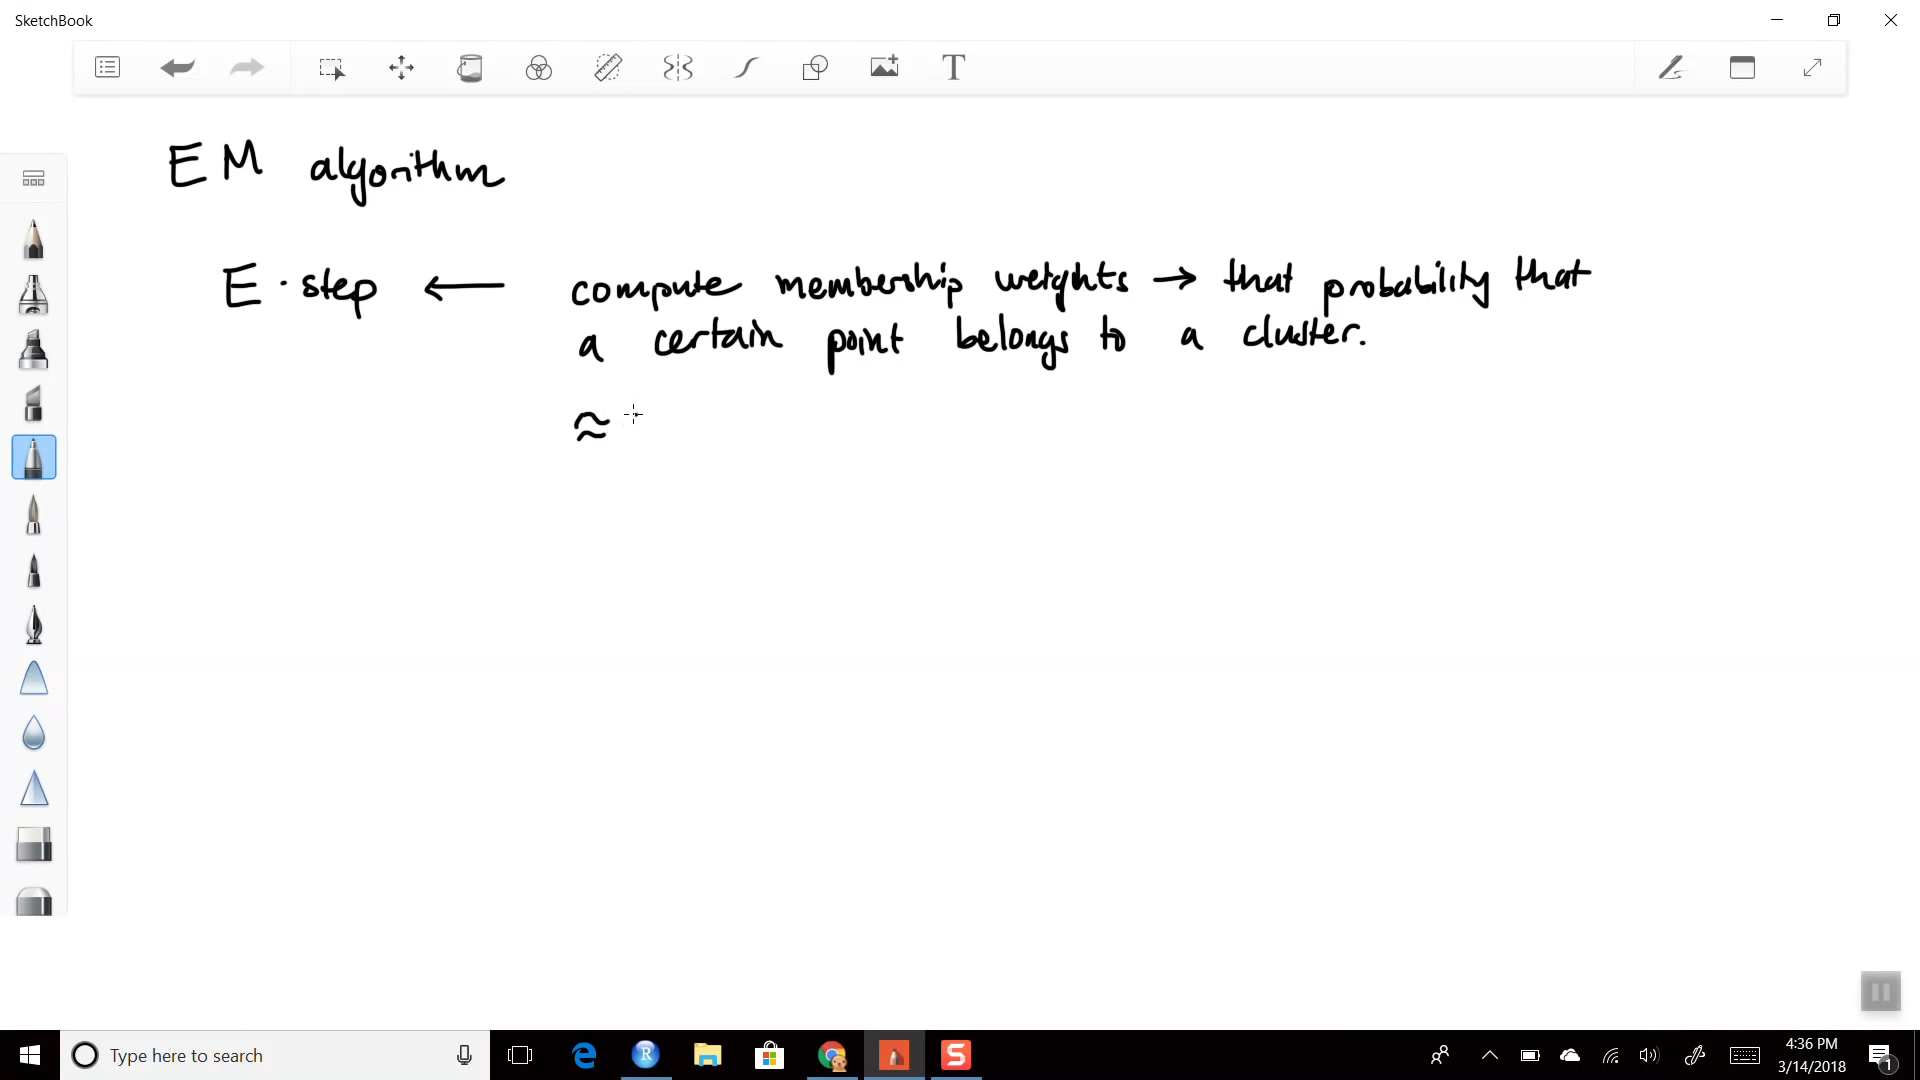 SketchBook
T
EM algorithm
E-step ← compute membership weights → that probability that
a certain point belongs to a cluster.
≈
Type here to search
4:36 PM
3/14/2018
1